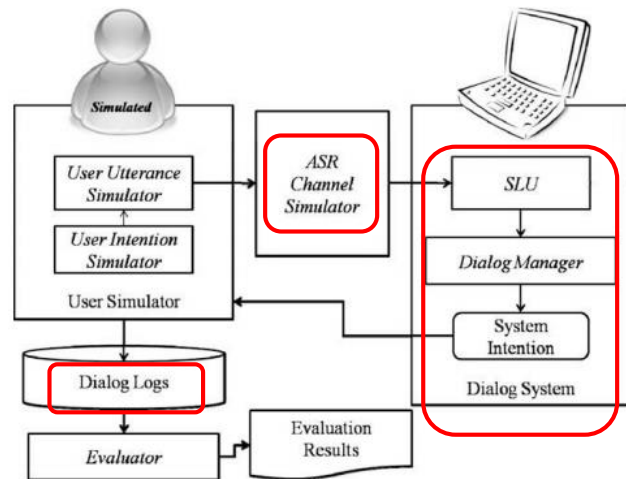 Simulated
User Utterance
Simulator
User Intention
Simulator
User Simulator
ASR
Channel
Simulator
SLU
Dialog Manager
System
Intention
Dialog System
Dialog Logs
Evaluator
Evaluation
Results